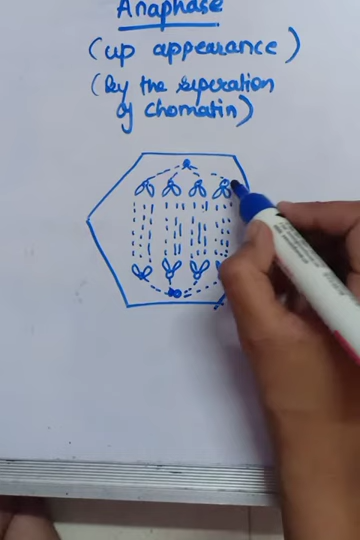 Anaphase
(up appearance)
(by the seperation
of chomatin)